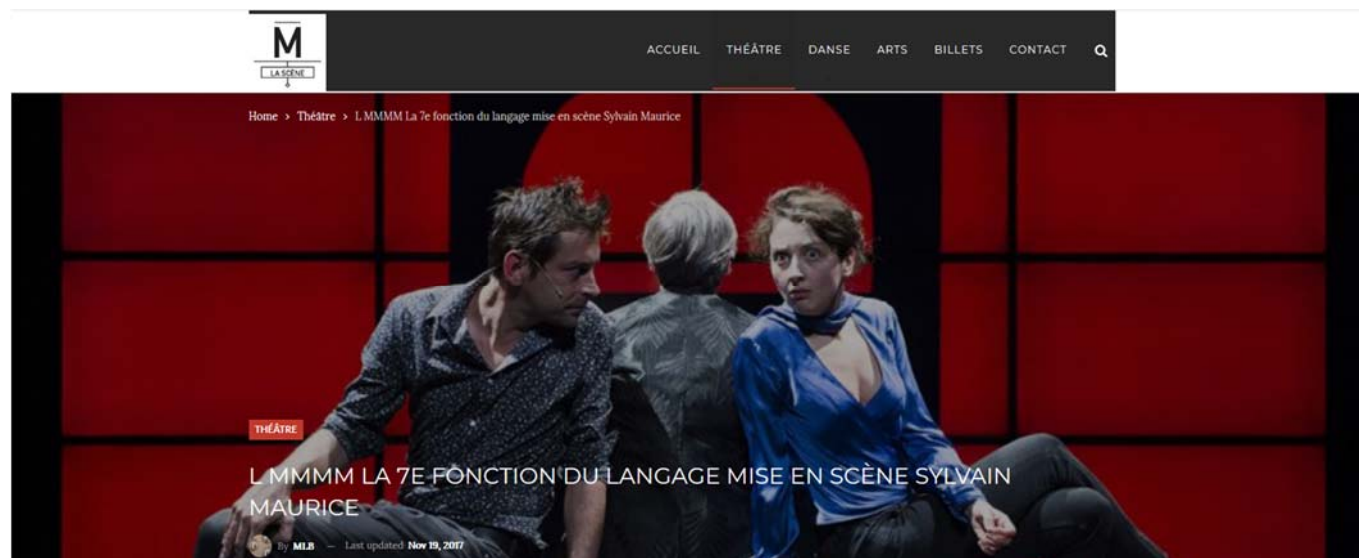 M
LA SCÈNE
ACCUEIL THÉÂTRE DANSE ARTS BILLETS CONTACT
Home > Théâtre > L MMMM La 7e fonction du langage mise en scène Sylvain Maurice
THÉÂTRE
L MMMM LA 7E FONCTION DU LANGAGE MISE EN SCÈNE SYLVAIN
MAURICE
By MLB — Last updated Nov 19, 2017